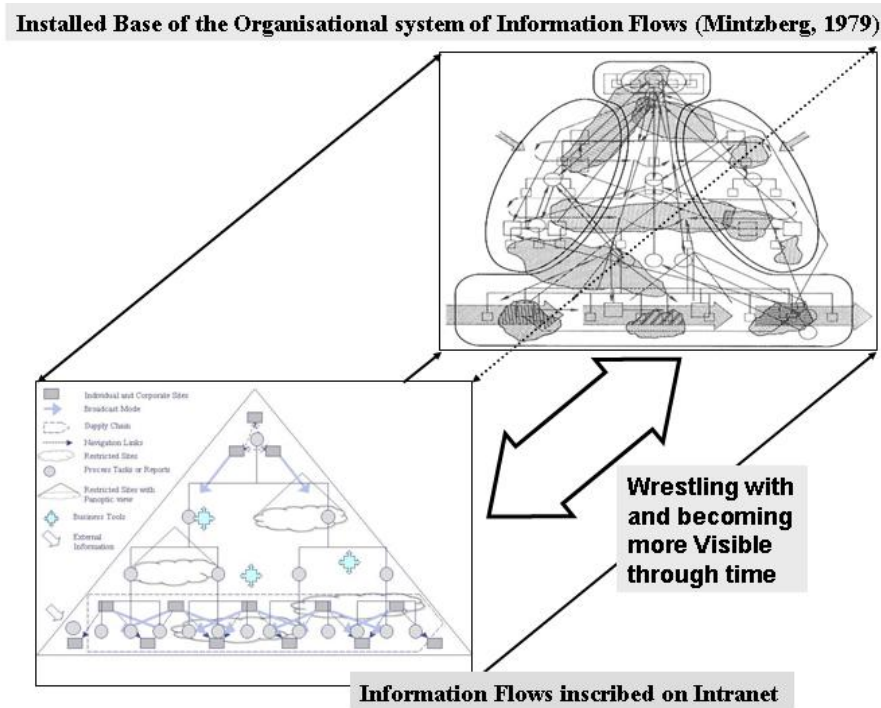 Installed Base of the Organisational system of Information Flows (Mintzberg, 1979)
Individual and Corporate Sites
Broadcast Mode
Supply Chain
Navigation Links
Restricted Sites
Process Tasks or Reports
Restricted Sites with
Panoptic view
Business Tools
External
Information
Wrestling with
and becoming
more Visible
through time
Information Flows inscribed on Intranet